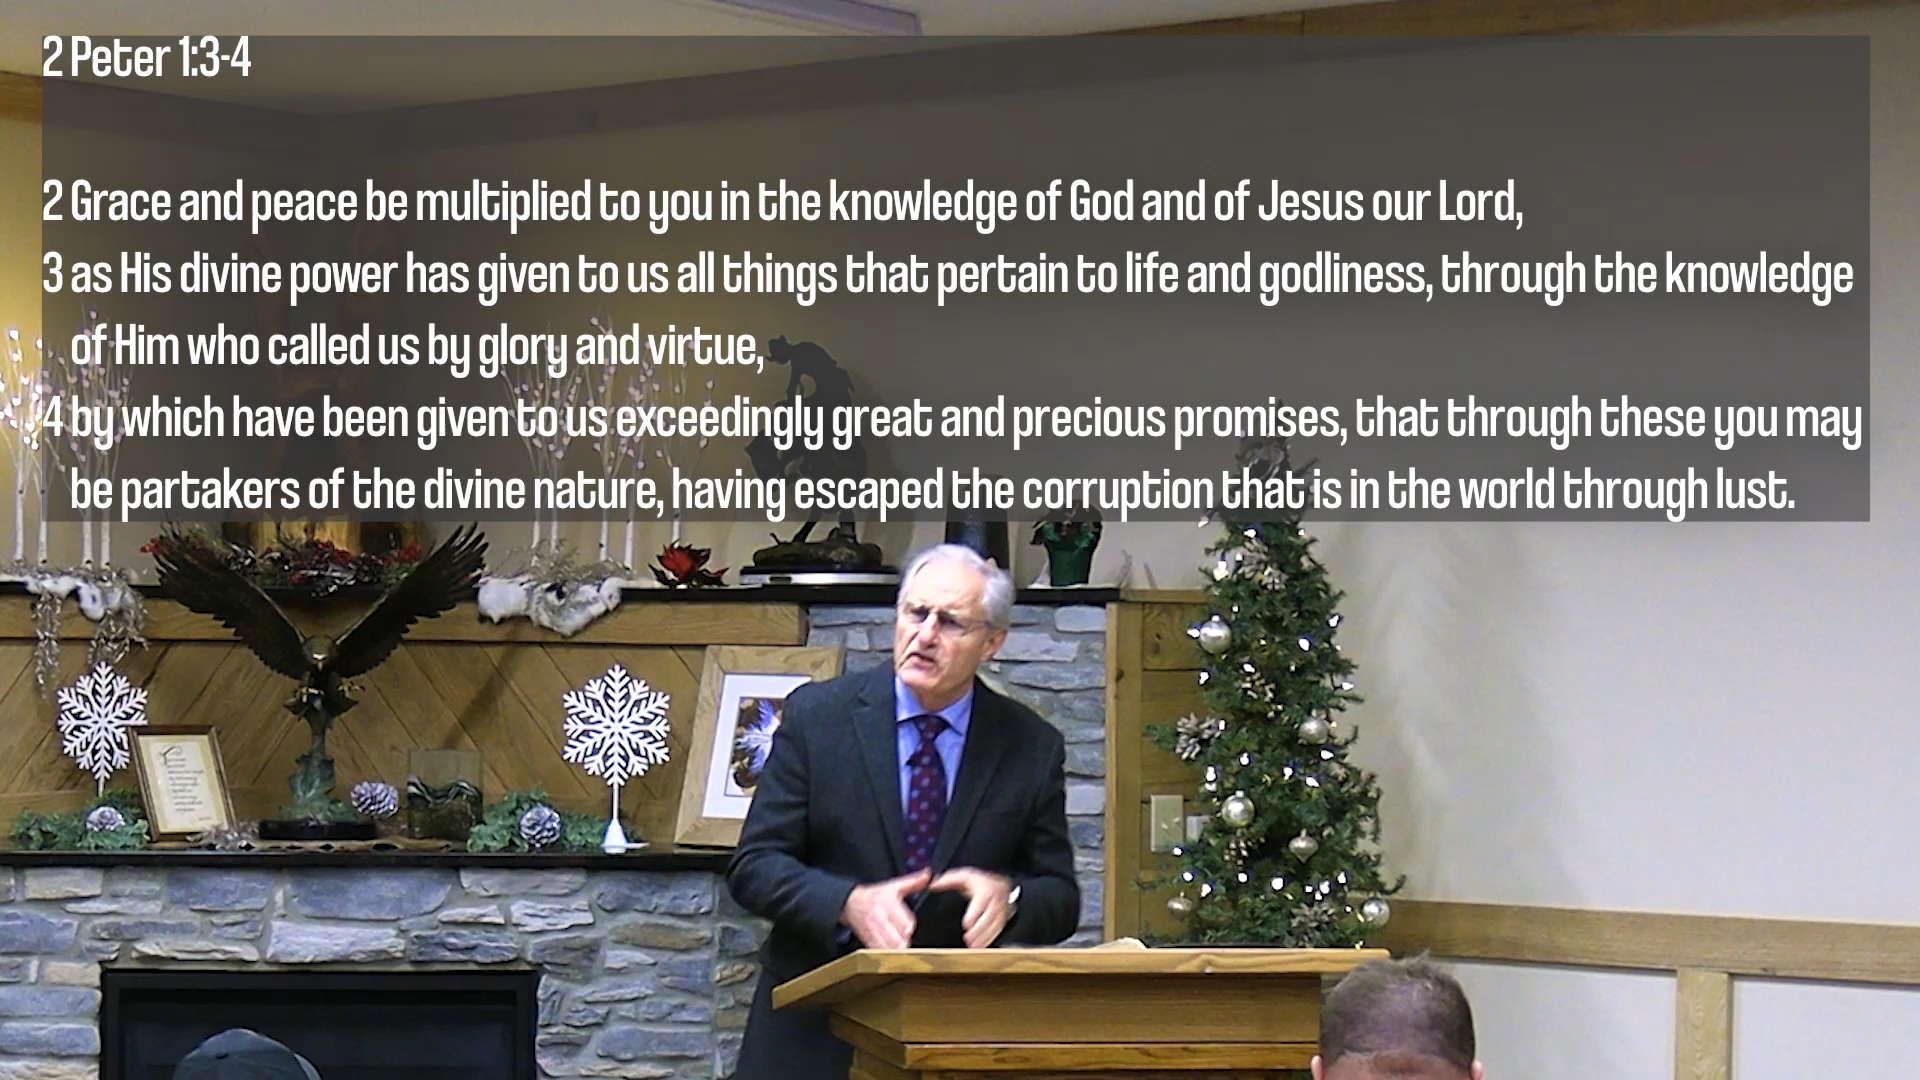 2 Peter 1:3-4
2 Grace and peace be multiplied to you in the knowledge of God and of Jesus our Lord,
3 as His divine power has given to us all things that pertain to life and godliness, through the knowledge
of Him who called us by glory and virtue,
4 by which have been given to us exceedingly great and precious promises, that through these you may
be partakers of the divine nature, having escaped the corruption that is in the world through lust.